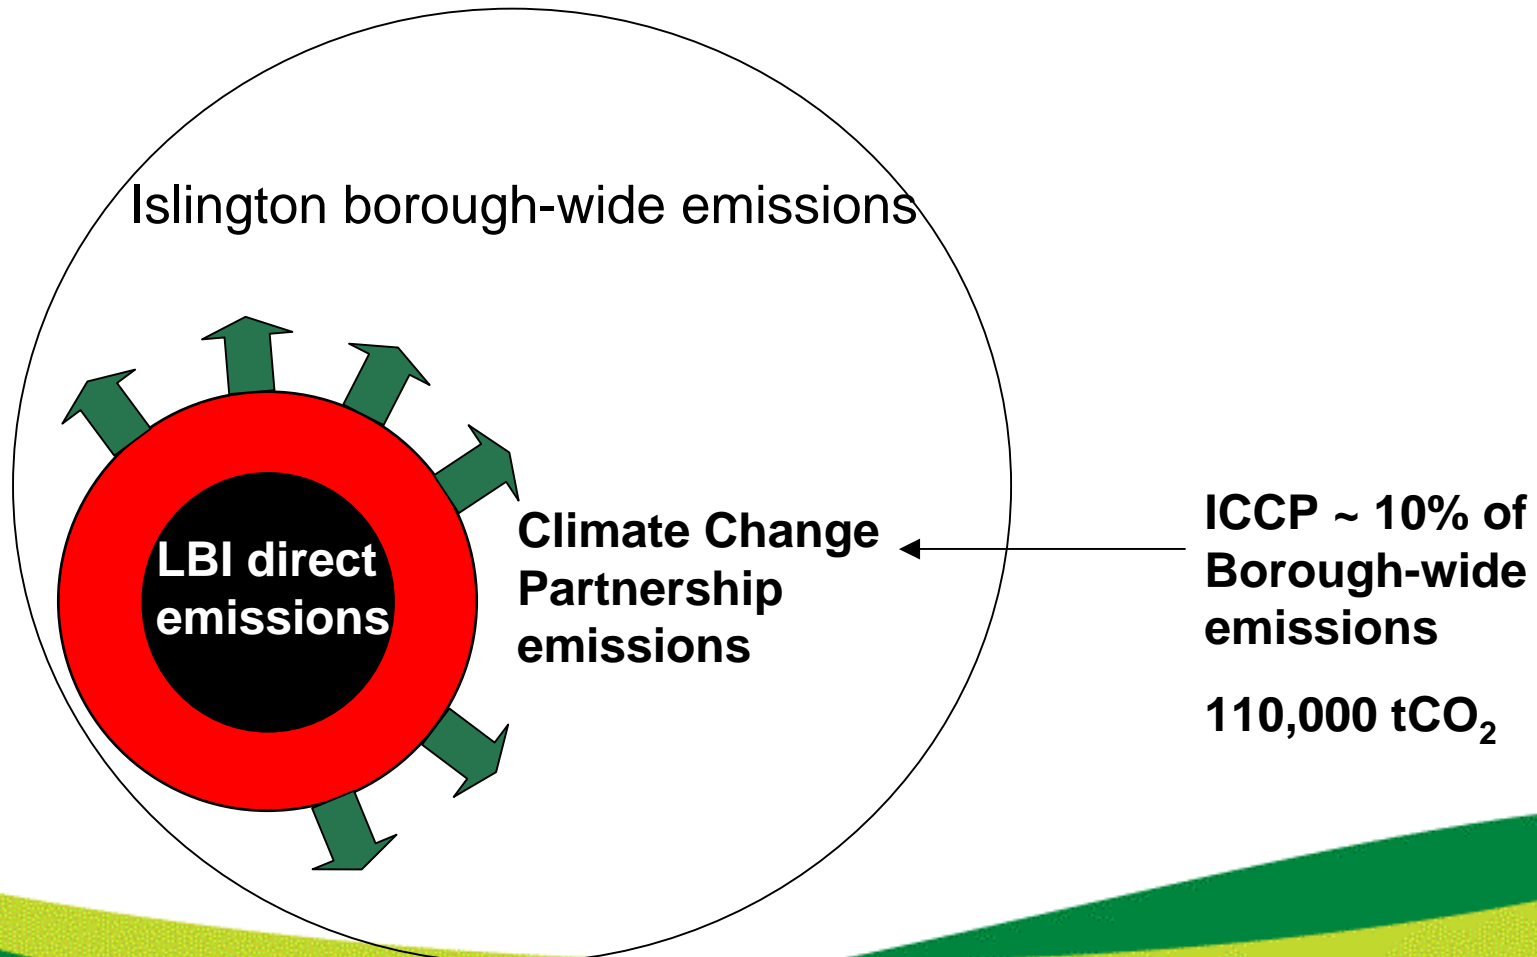 Islington borough-wide emissions
LBI direct
emissions
Climate Change
Partnership
emissions
ICCP ~ 10% of
Borough-wide
emissions
110,000 tCO₂